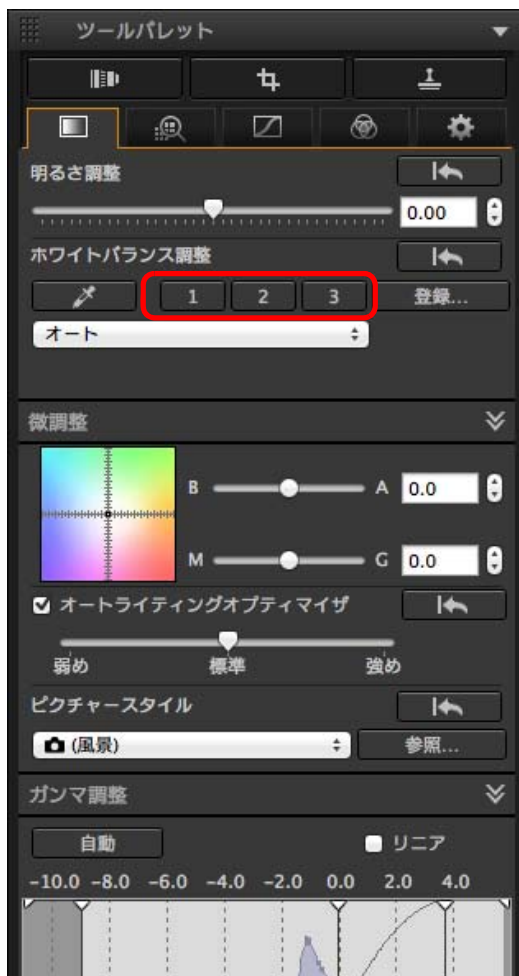 ツールパレット
明るさ調整
0.00
ホワイトバランス調整
1 2 3 登録...
オート
微調整
B A 0.0
M G 0.0
オートライティングオプティマイザ
弱め 標準 強め
ピクチャースタイル
(風景) 参照...
ガンマ調整
自動 リニア
-10.0 -8.0 -6.0 -4.0 -2.0 0.0 2.0 4.0